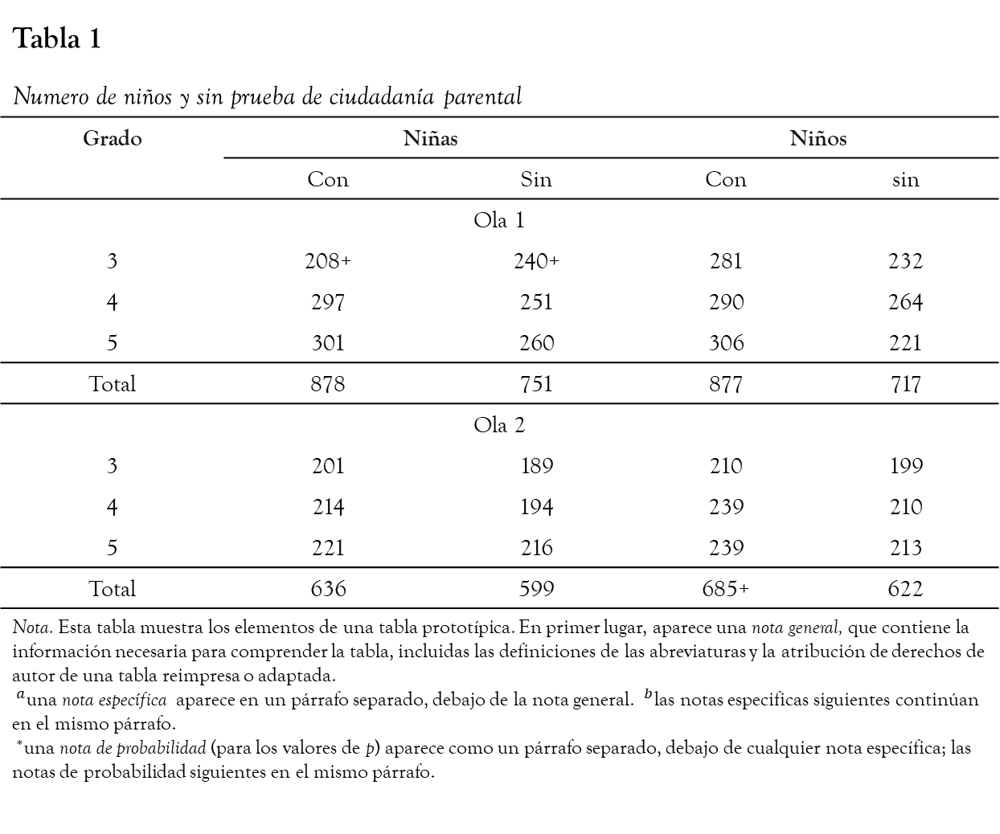 Tabla 1
Numero de niños y sin prueba de ciudadanía parental
Grado Niñas Niños
Con Sin Con sin
Ola 1
3 208+ 240+ 281 232
4 297 251 290 264
5 301 260 306 221
Total 878 751 877 717
Ola 2
3 201 189 210 199
4 214 194 239 210
5 221 216 239 213
Total 636 599 685+ 622
Nota. Esta tabla muestra los elementos de una tabla prototípica. En primer lugar, aparece una nota general, que contiene la
información necesaria para comprender la tabla, incluidas las definiciones de las abreviaturas y la atribución de derechos de
autor de una tabla reimpresa o adaptada.
a una nota específica aparece en un párrafo separado, debajo de la nota general. b las notas especificas siguientes continúan
en el mismo párrafo.
*una nota de probabilidad (para los valores de p) aparece como un párrafo separado, debajo de cualquier nota específica; las
notas de probabilidad siguientes en el mismo párrafo.